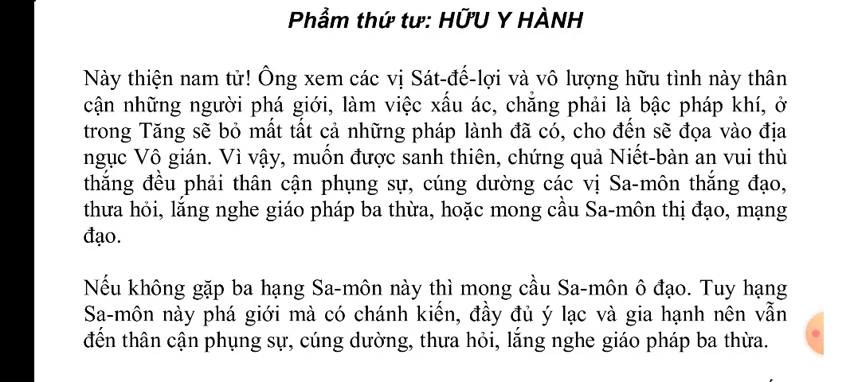 Phẩm thứ tư: HỮU Y HÀNH
Này thiện nam tử! Ông xem các vị Sát-đế-lợi và vô lượng hữu tình này thân
cận những người phá giới, làm việc xấu ác, chẳng phải là bậc pháp khí, ở
trong Tăng sẽ bỏ mất tất cả những pháp lành đã có, cho đến sẽ đọa vào địa
ngục Vô gián. Vì vậy, muốn được sanh thiên, chứng quả Niết-bàn an vui thù
thắng đều phải thân cận phụng sự, cúng dường các vị Sa-môn thắng đạo,
thưa hỏi, lắng nghe giáo pháp ba thừa, hoặc mong cầu Sa-môn thị đạo, mạng
đạo.
Nếu không gặp ba hạng Sa-môn này thì mong cầu Sa-môn ô đạo. Tuy hạng
Sa-môn này phá giới mà có chánh kiến, đầy đủ ý lạc và gia hạnh nên vẫn
đến thân cận phụng sự, cúng dường, thưa hỏi, lắng nghe giáo pháp ba thừa.